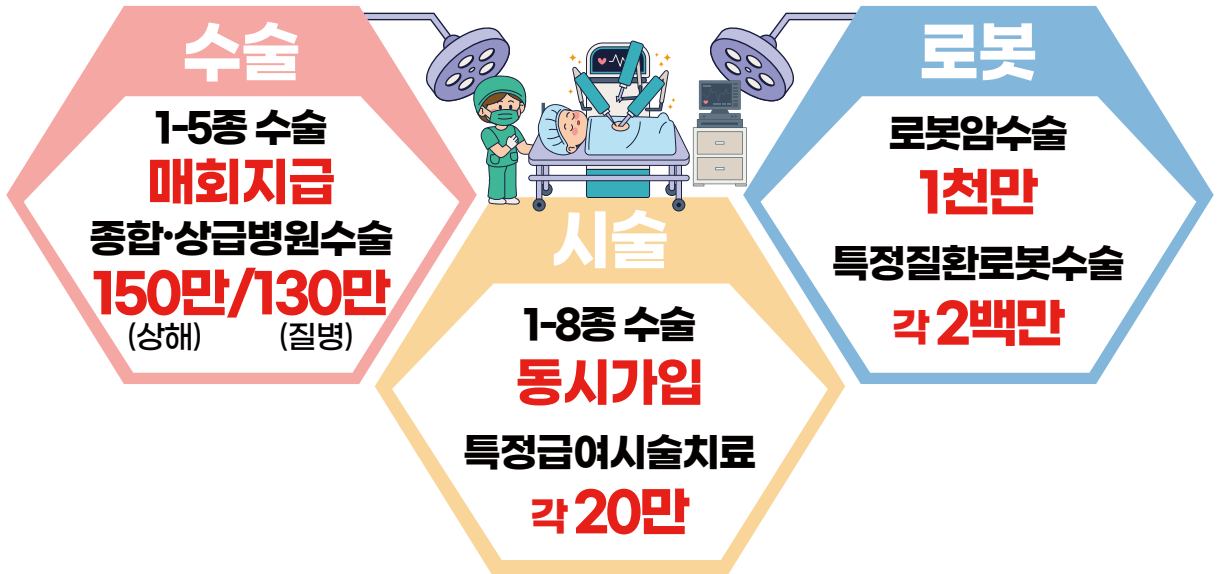 수술
1-5종 수술
매회지급
종합·상급병원수술
150만/130만
(상해) (질병)
시술
1-8종 수술
동시가입
특정급여시술치료
각 20만
로봇
로봇암수술
1천만
특정질환로봇수술
각 2백만